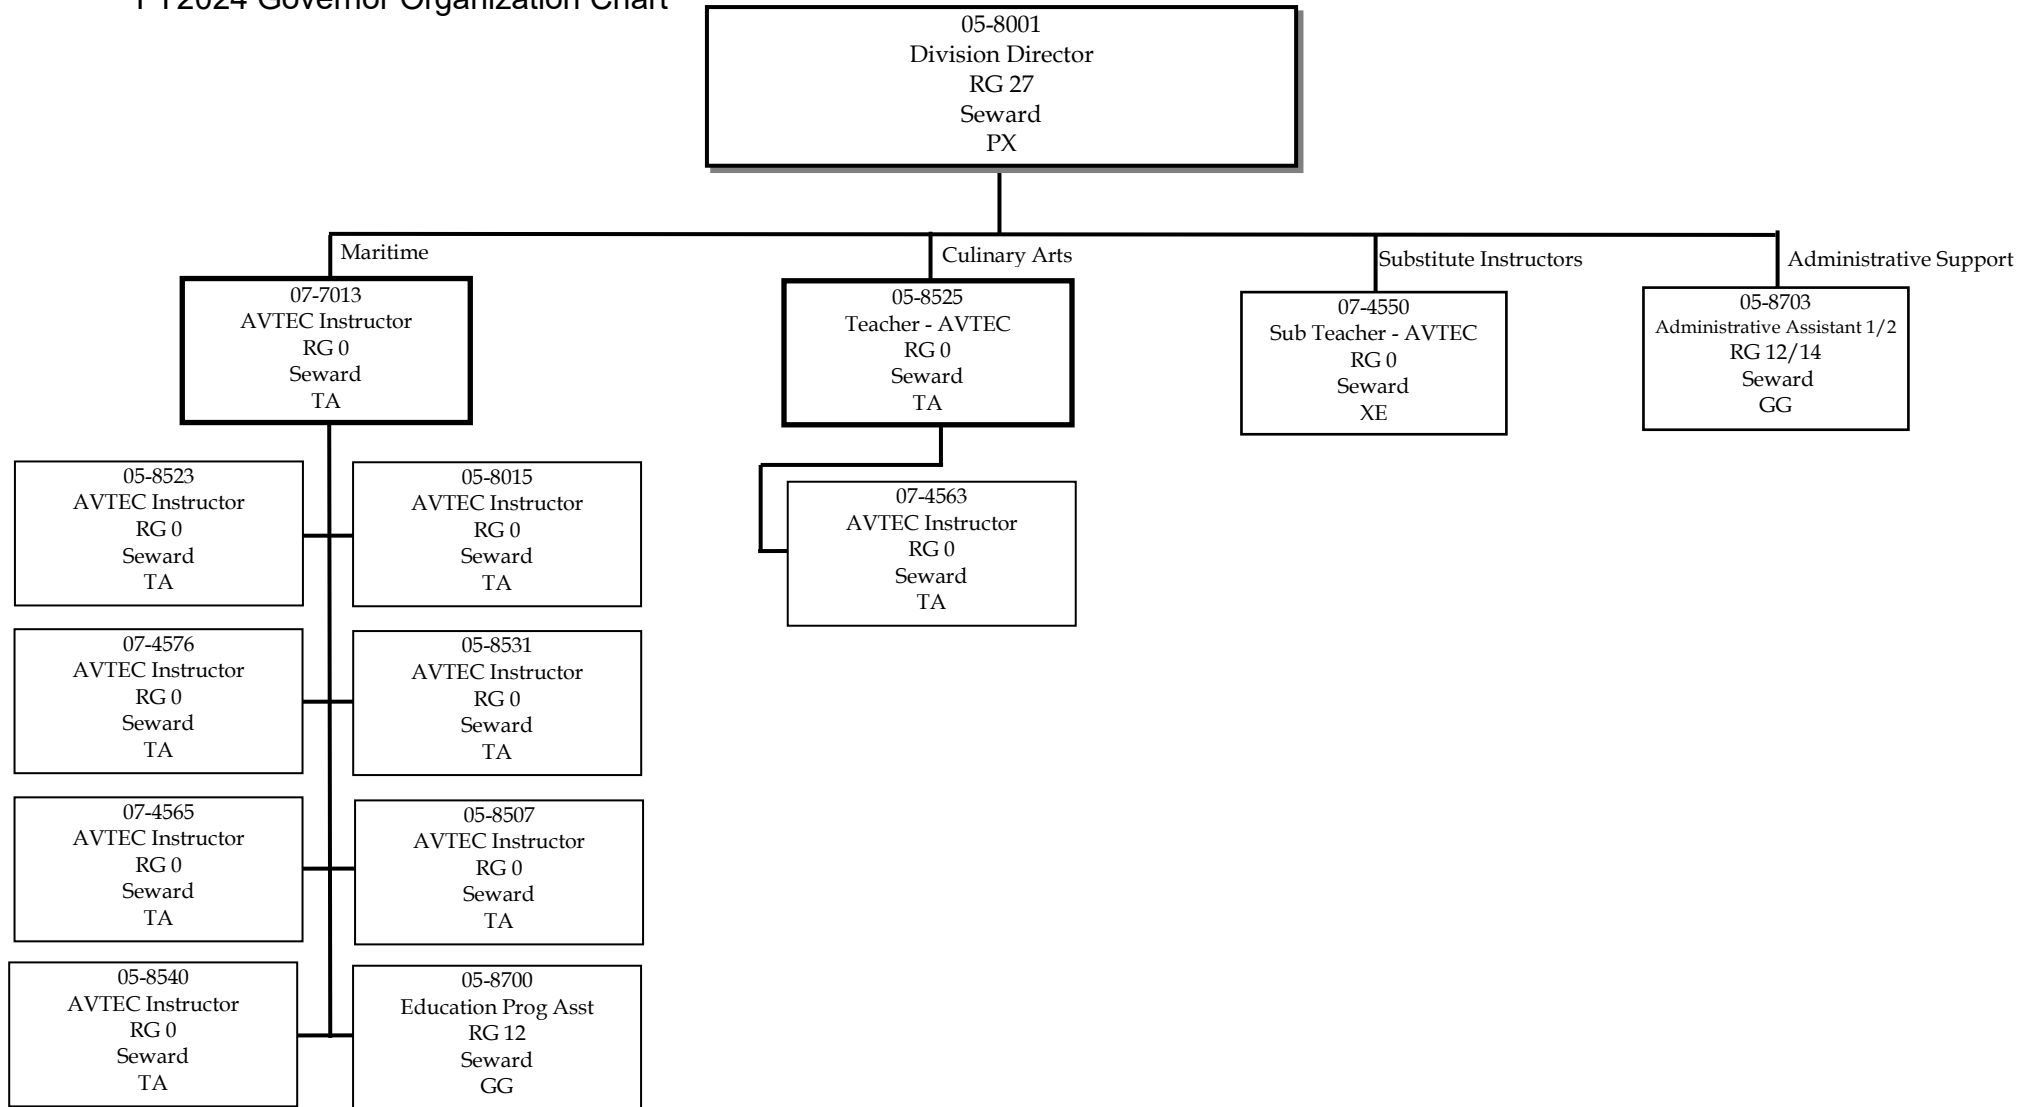 FY2024 Governor Organization Chart
05-8001
Division Director
RG 27
Seward
PX
Maritime
07-7013
AVTEC Instructor
RG 0
Seward
TA
05-8523
AVTEC Instructor
RG 0
Seward
TA
05-8015
AVTEC Instructor
RG 0
Seward
TA
07-4576
AVTEC Instructor
RG 0
Seward
TA
05-8531
AVTEC Instructor
RG 0
Seward
TA
07-4565
AVTEC Instructor
RG 0
Seward
TA
05-8507
AVTEC Instructor
RG 0
Seward
TA
05-8540
AVTEC Instructor
RG 0
Seward
TA
05-8700
Education Prog Asst
RG 12
Seward
GG
Culinary Arts
05-8525
Teacher - AVTEC
RG 0
Seward
TA
07-4563
AVTEC Instructor
RG 0
Seward
TA
Substitute Instructors
07-4550
Sub Teacher - AVTEC
RG 0
Seward
XE
Administrative Support
05-8703
Administrative Assistant 1/2
RG 12/14
Seward
GG